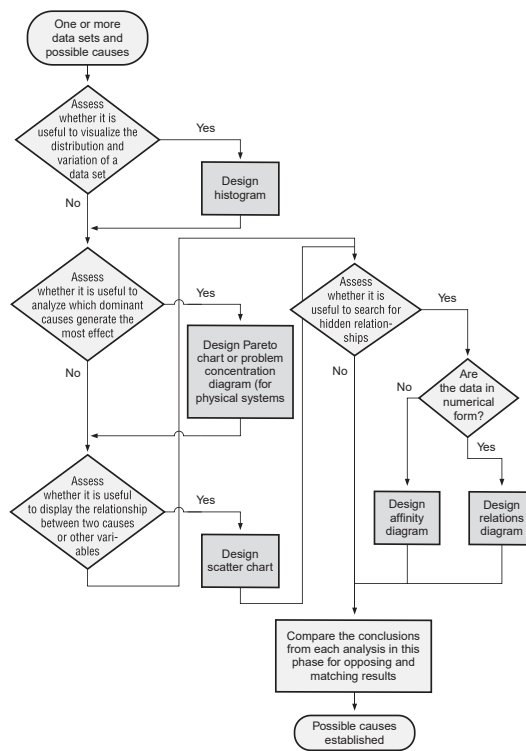 One or more
data sets and
possible causes
Assess
whether it is
useful to visualize the
distribution and
variation of a
data set
Yes
No
Design
histogram
Assess
whether it is useful to
analyze which dominant
causes generate the
most effect
Yes
No
Design Pareto
chart or problem
concentration
diagram (for
physical systems
Assess
whether it is useful
to display the relationship
between two causes
or other vari-
ables
Yes
No
Design
scatter chart
Assess
whether it is
useful to search for
hidden relation-
ships
Yes
No
Are
the data in
numerical
form?
No
Yes
Design
affinity
diagram
Design
relations
diagram
Compare the conclusions
from each analysis in this
phase for opposing and
matching results
Possible causes
established